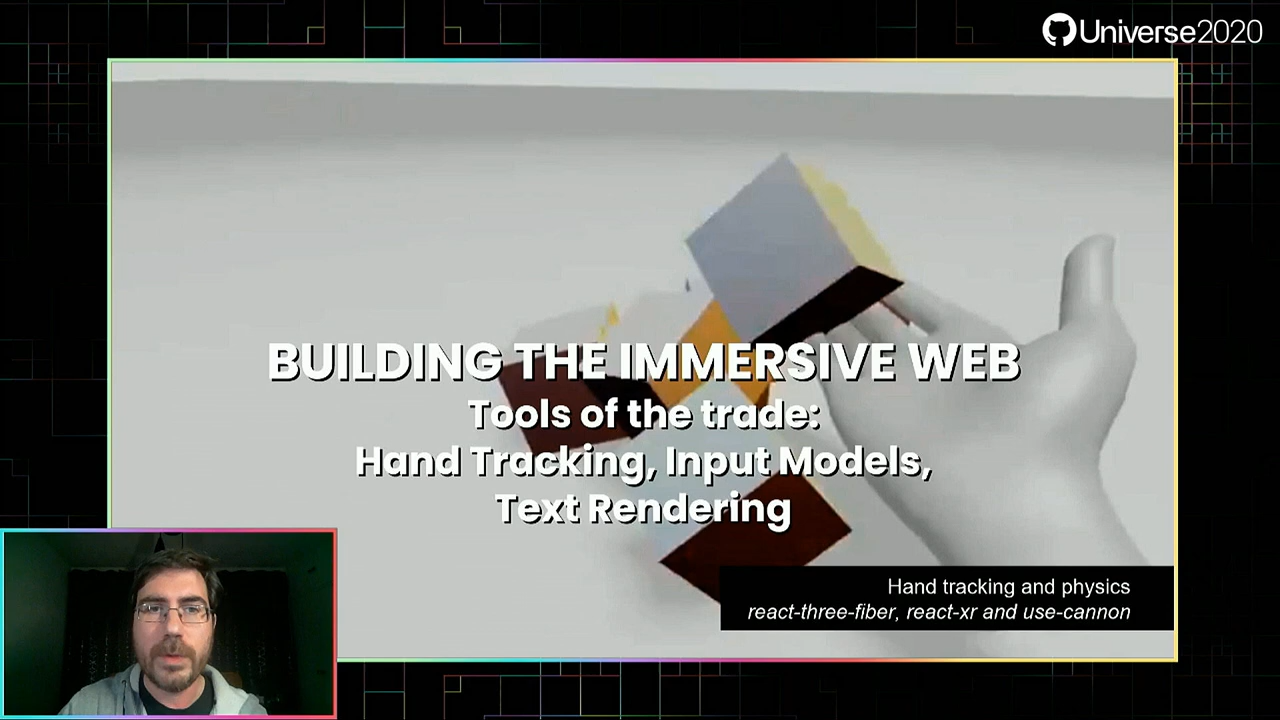 Universe2020
BUILDING THE IMMERSIVE WEB
Tools of the trade:
Hand Tracking, Input Models,
Text Rendering
Hand tracking and physics
react-three-fiber, react-xr and use-cannon